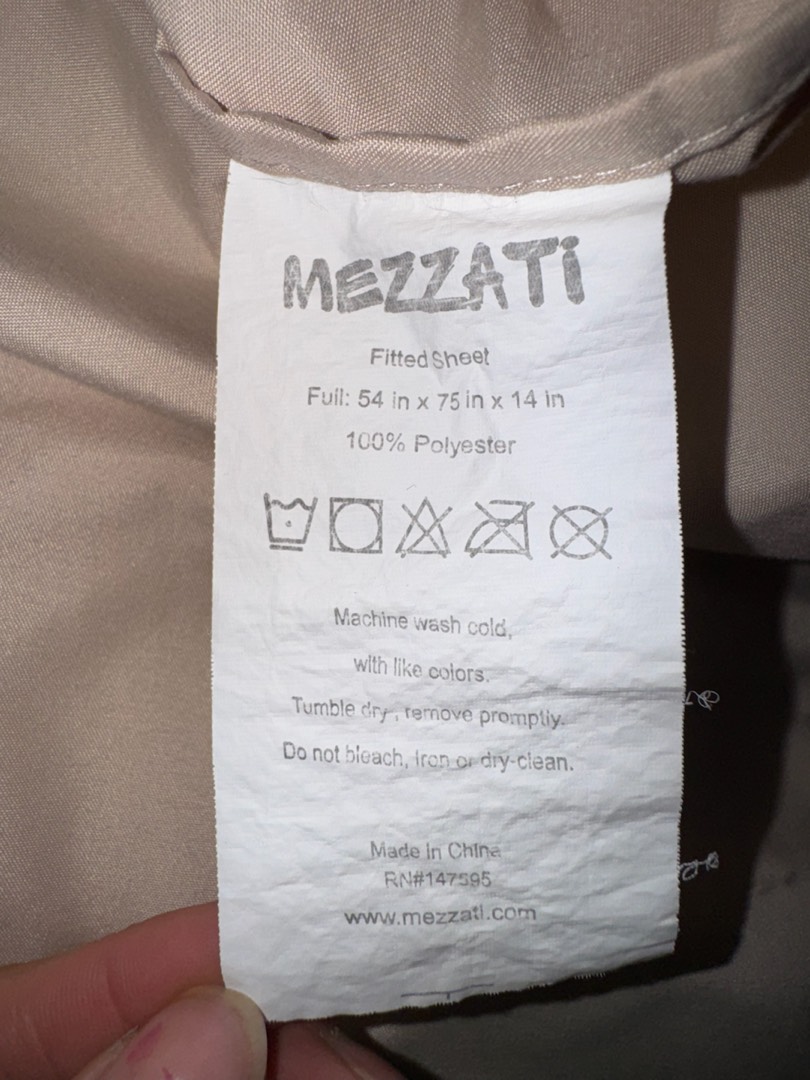 MEZZATi
Fitted Sheet
Full: 54 in x 75 in x 14 in
100% Polyester
Machine wash cold,
with like colors.
Tumble dry, remove promptly.
Do not bleach, iron or dry-clean.
Made in China
RN#147595
www.mezzati.com